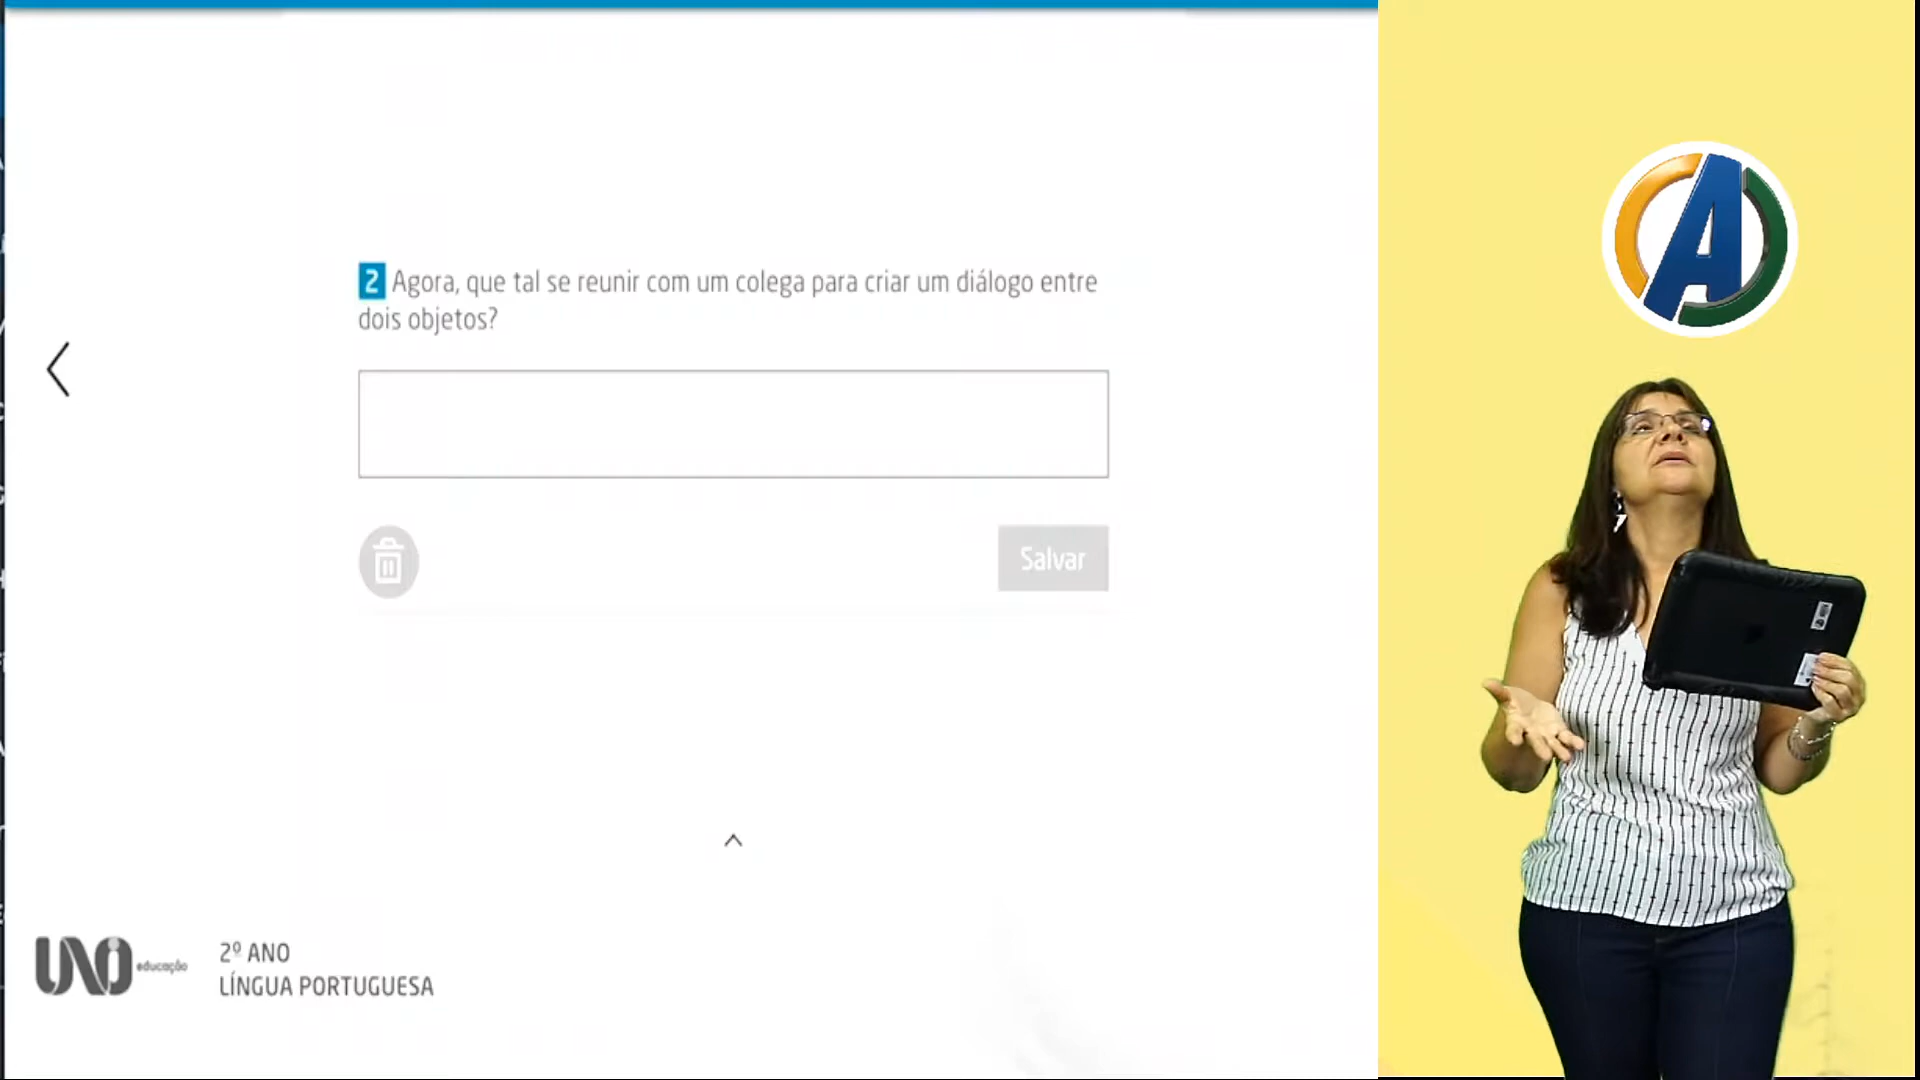 2 Agora, que tal se reunir com um colega para criar um diálogo entre
dois objetos?
Salvar
UNO educação
2º ANO
LÍNGUA PORTUGUESA
A